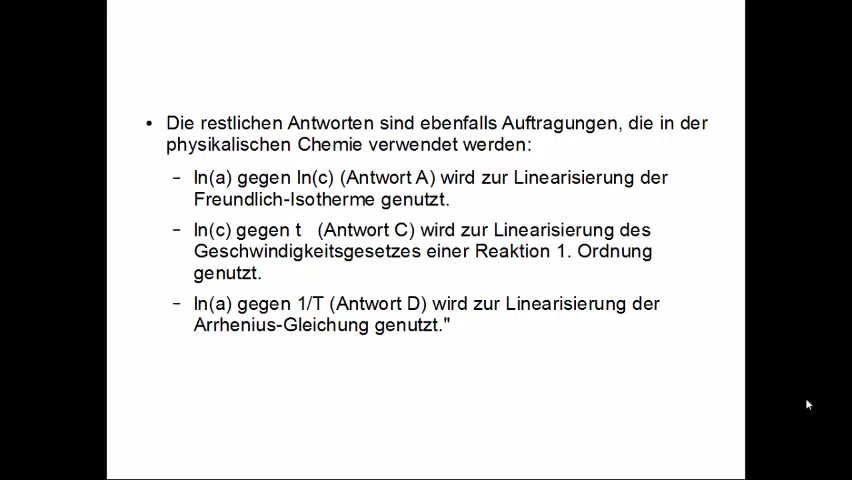 • Die restlichen Antworten sind ebenfalls Auftragungen, die in der
physikalischen Chemie verwendet werden:
– ln(a) gegen ln(c) (Antwort A) wird zur Linearisierung der
Freundlich-Isotherme genutzt.
– ln(c) gegen t (Antwort C) wird zur Linearisierung des
Geschwindigkeitsgesetzes einer Reaktion 1. Ordnung
genutzt.
– ln(a) gegen 1/T (Antwort D) wird zur Linearisierung der
Arrhenius-Gleichung genutzt."